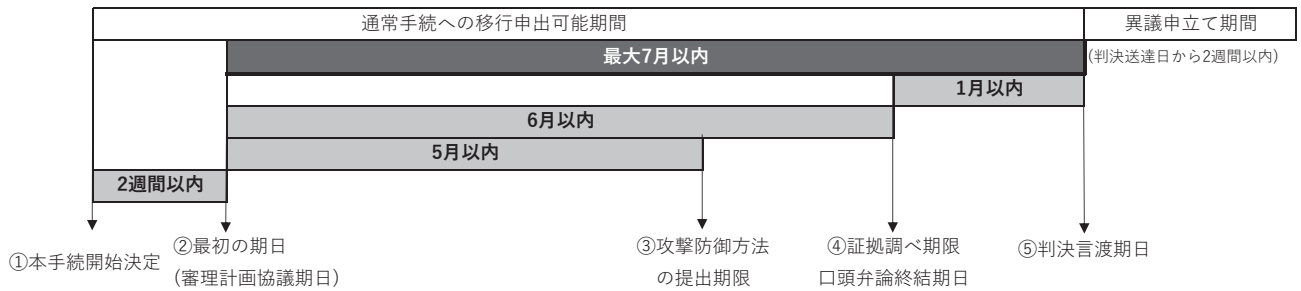 通常手続への移行申出可能期間
異議申立て期間
最大7月以内
(判決送達日から2週間以内)
1月以内
6月以内
5月以内
2週間以内
①本手続開始決定
②最初の期日
(審理計画協議期日)
③攻撃防御方法
の提出期限
④証拠調べ期限
口頭弁論終結期日
⑤判決言渡期日